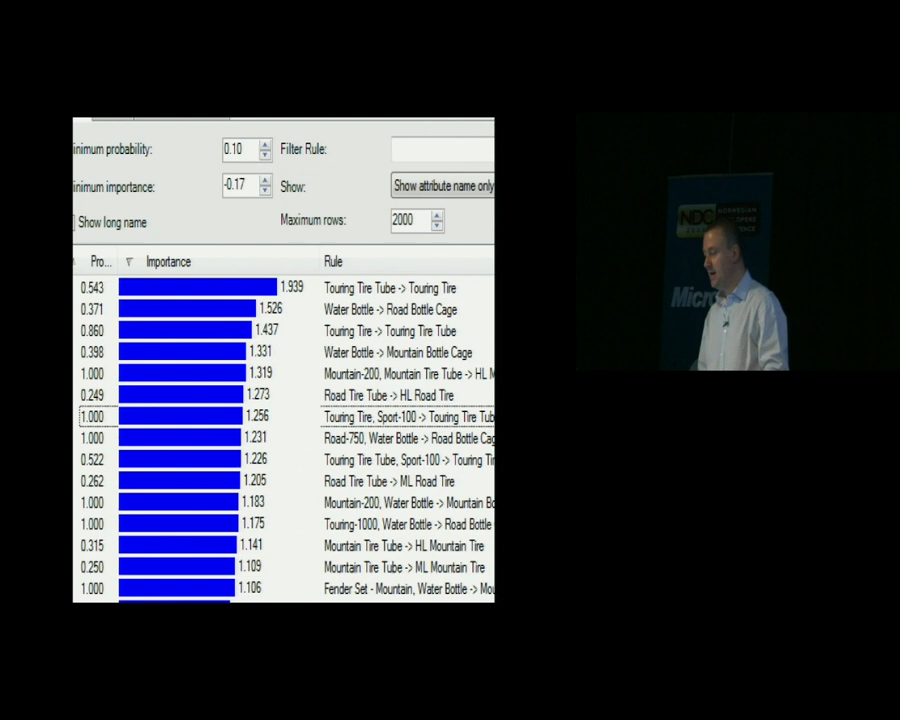 inimum probability: 0.10 Filter Rule:
inimum importance: -0.17 Show: Show attribute name only
Show long name Maximum rows: 2000
Pro... Importance Rule
0.543 1.939 Touring Tire Tube -> Touring Tire
0.371 1.526 Water Bottle -> Road Bottle Cage
0.860 1.437 Touring Tire -> Touring Tire Tube
0.398 1.331 Water Bottle -> Mountain Bottle Cage
1.000 1.319 Mountain-200, Mountain Tire Tube -> HL M
0.249 1.273 Road Tire Tube -> HL Road Tire
1.000 1.256 Touring Tire, Sport-100 -> Touring Tire Tub
1.000 1.231 Road-750, Water Bottle -> Road Bottle Cag
0.522 1.226 Touring Tire Tube, Sport-100 -> Touring Ti
0.262 1.205 Road Tire Tube -> ML Road Tire
1.000 1.183 Mountain-200, Water Bottle -> Mountain Bo
1.000 1.175 Touring-1000, Water Bottle -> Road Bottle
0.315 1.141 Mountain Tire Tube -> HL Mountain Tire
0.250 1.109 Mountain Tire Tube -> ML Mountain Tire
1.000 1.106 Fender Set - Mountain, Water Bottle -> Mou
NDC
NORWEGIAN
Micro